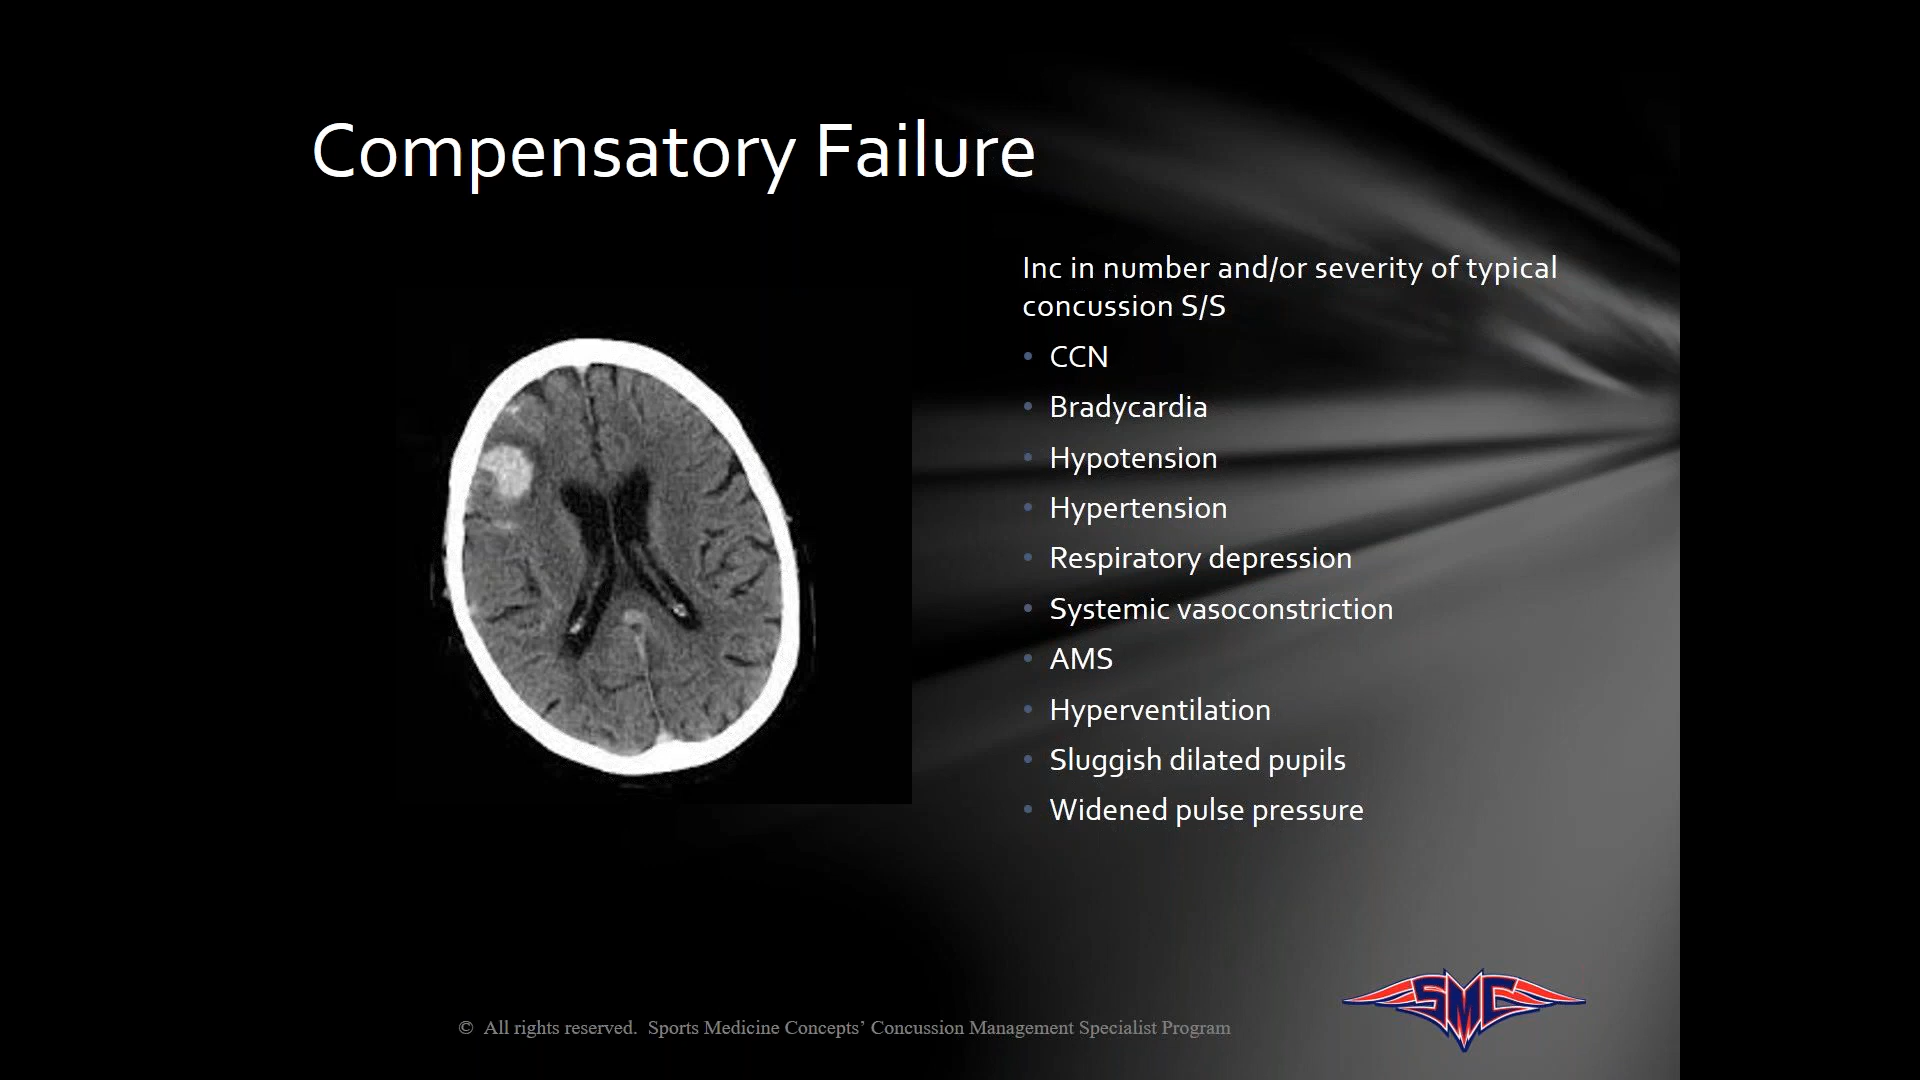 Compensatory Failure
Inc in number and/or severity of typical
concussion S/S
• CCN
• Bradycardia
• Hypotension
• Hypertension
• Respiratory depression
• Systemic vasoconstriction
• AMS
• Hyperventilation
• Sluggish dilated pupils
• Widened pulse pressure
SMC
© All rights reserved. Sports Medicine Concepts’ Concussion Management Specialist Program